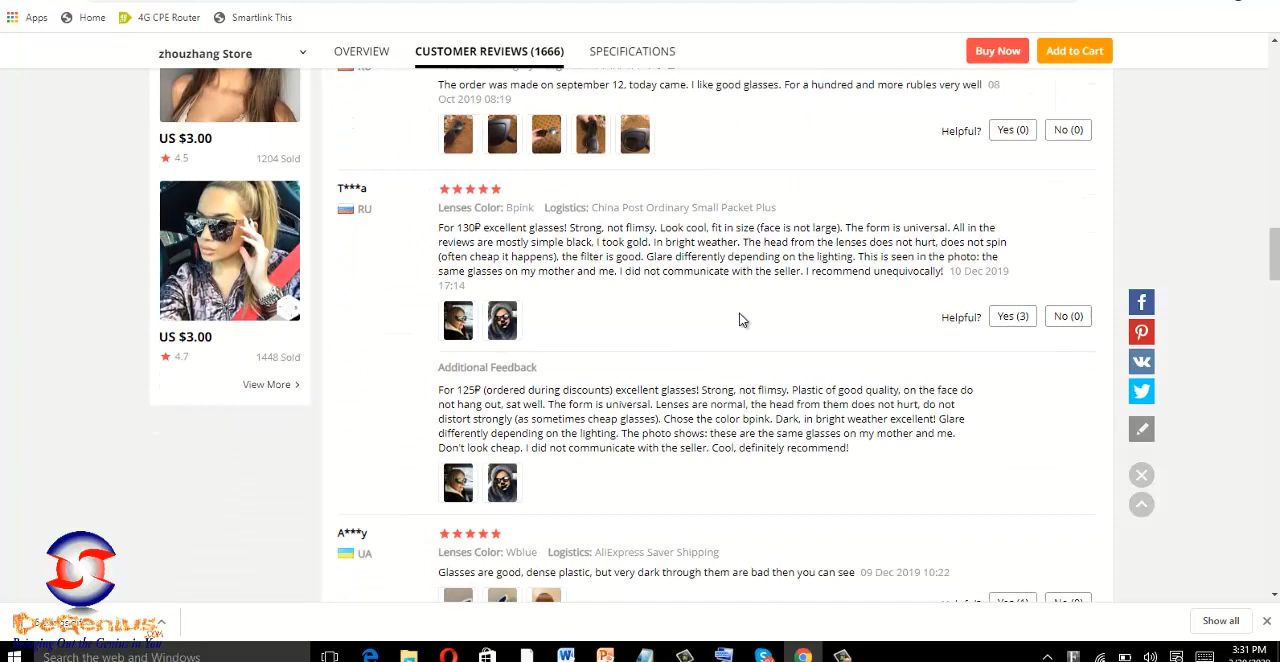 Apps Home 4G CPE Router Smartlink This
zhouzhang Store OVERVIEW CUSTOMER REVIEWS (1666) SPECIFICATIONS Buy Now Add to Cart
The order was made on september 12, today came. I like good glasses. For a hundred and more rubles very well 08
Oct 2019 08:19
Helpful? Yes (0) No (0)
US $3.00
4.5 1204 Sold
US $3.00
4.7 1448 Sold
View More >
T***a
RU
Lenses Color: Bpink Logistics: China Post Ordinary Small Packet Plus
For 130₽ excellent glasses! Strong, not flimsy. Look cool, fit in size (face is not large). The form is universal. All in the
reviews are mostly simple black, I took gold. In bright weather. The head from the lenses does not hurt, does not spin
(often cheap it happens), the filter is good. Glare differently depending on the lighting. This is seen in the photo: the
same glasses on my mother and me. I did not communicate with the seller. I recommend unequivocally! 10 Dec 2019
17:14
Helpful? Yes (3) No (0)
Additional Feedback
For 125₽ (ordered during discounts) excellent glasses! Strong, not flimsy. Plastic of good quality, on the face do
not hang out, sat well. The form is universal. Lenses are normal, the head from them does not hurt, do not
distort strongly (as sometimes cheap glasses). Chose the color bpink. Dark, in bright weather excellent! Glare
differently depending on the lighting. The photo shows: these are the same glasses on my mother and me.
Don't look cheap. I did not communicate with the seller. Cool, definitely recommend!
A***y
UA
Lenses Color: Wblue Logistics: AliExpress Saver Shipping
Glasses are good, dense plastic, but very dark through them are bad then you can see 09 Dec 2019 10:22
Helpful? Yes (1) No (0)
DeGenius.com
Bringing Out the Genius in You
Show all
Search the web and Windows
3:31 PM